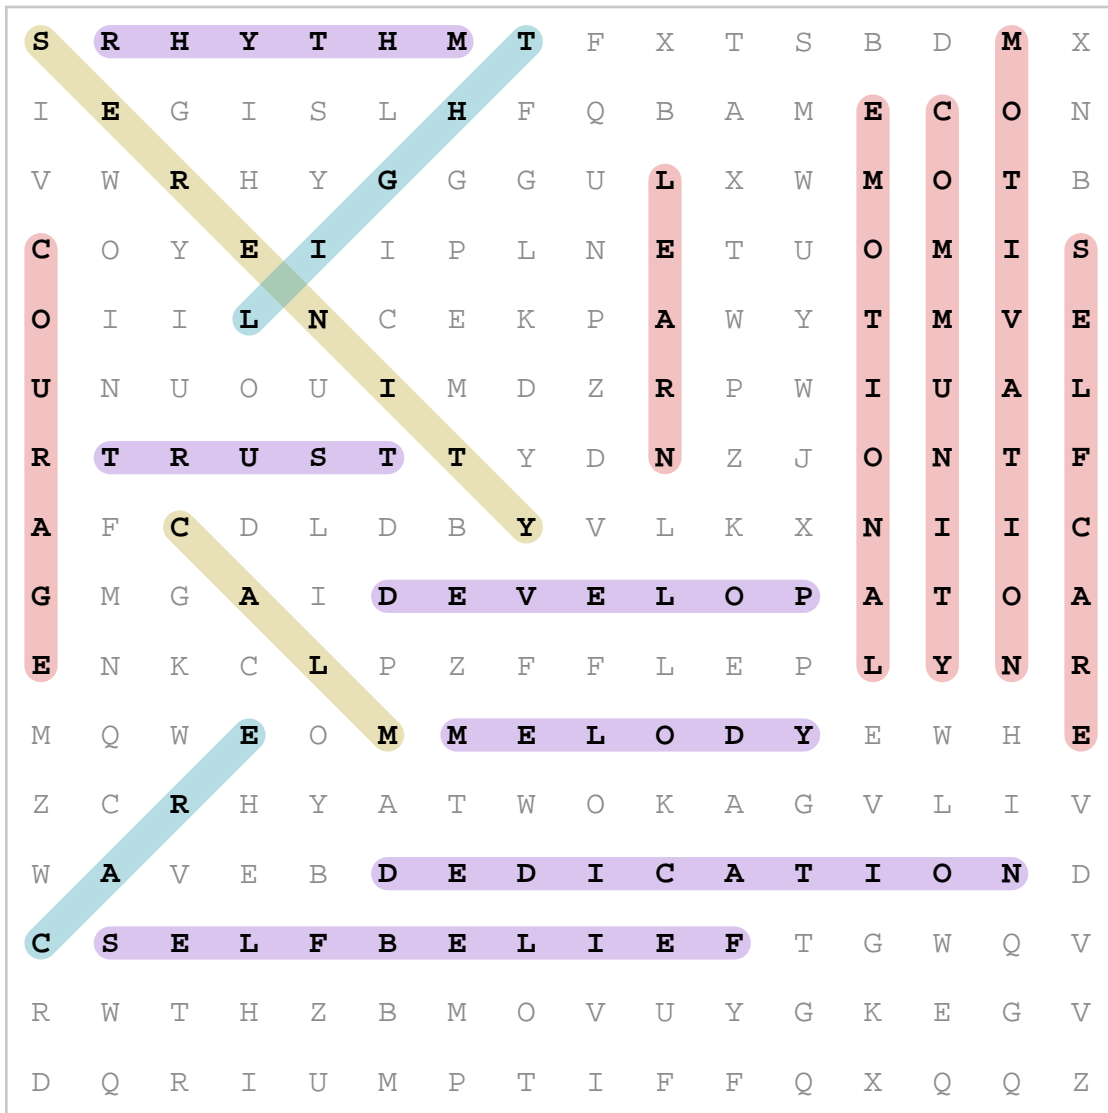 S R H Y T H M T F X T S B D M X
I E G I S L H F Q B A M E C O N
V W R H Y G G G U L X W M O T B
C O Y E I I P L N E T U O M I S
O I I L N C E K P A W Y T M V E
U N U O U I M D Z R P W I U A L
R T R U S T T Y D N Z J O N T F
A F C D L D B Y V L K X N I I C
G M G A I D E V E L O P A T O A
E N K C L P Z F F L E P L Y N R
M Q W E O M M E L O D Y E W H E
Z C R H Y A T W O K A G V L I V
W A V E B D E D I C A T I O N D
C S E L F B E L I E F T G W Q V
R W T H Z B M O V U Y G K E G V
D Q R I U M P T I F F Q X Q Q Z